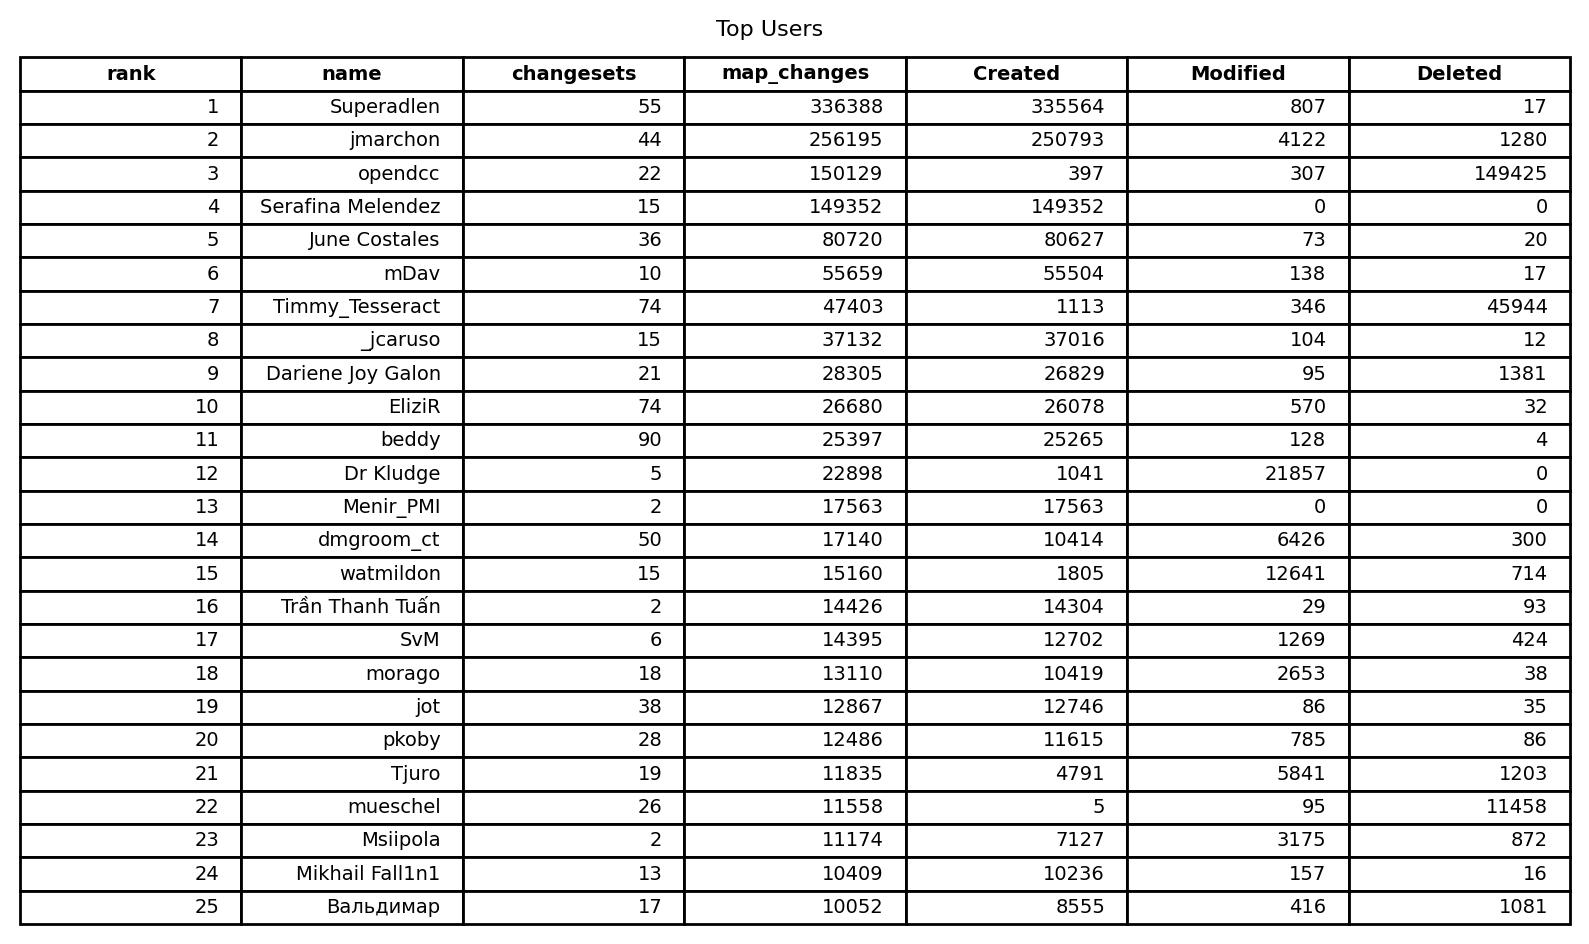 Top Users
rank name changesets map_changes Created Modified Deleted
1 Superadlen 55 336388 335564 807 17
2 jmarchon 44 256195 250793 4122 1280
3 opendcc 22 150129 397 307 149425
4 Serafina Melendez 15 149352 149352 0 0
5 June Costales 36 80720 80627 73 20
6 mDav 10 55659 55504 138 17
7 Timmy_Tesseract 74 47403 1113 346 45944
8 _jcaruso 15 37132 37016 104 12
9 Dariene Joy Galon 21 28305 26829 95 1381
10 EliziR 74 26680 26078 570 32
11 beddy 90 25397 25265 128 4
12 Dr Kludge 5 22898 1041 21857 0
13 Menir_PMI 2 17563 17563 0 0
14 dmgroom_ct 50 17140 10414 6426 300
15 watmildon 15 15160 1805 12641 714
16 Trần Thanh Tuấn 2 14426 14304 29 93
17 SvM 6 14395 12702 1269 424
18 morago 18 13110 10419 2653 38
19 jot 38 12867 12746 86 35
20 pkoby 28 12486 11615 785 86
21 Tjuro 19 11835 4791 5841 1203
22 mueschel 26 11558 5 95 11458
23 Msiipola 2 11174 7127 3175 872
24 Mikhail Fall1n1 13 10409 10236 157 16
25 Вальдимар 17 10052 8555 416 1081